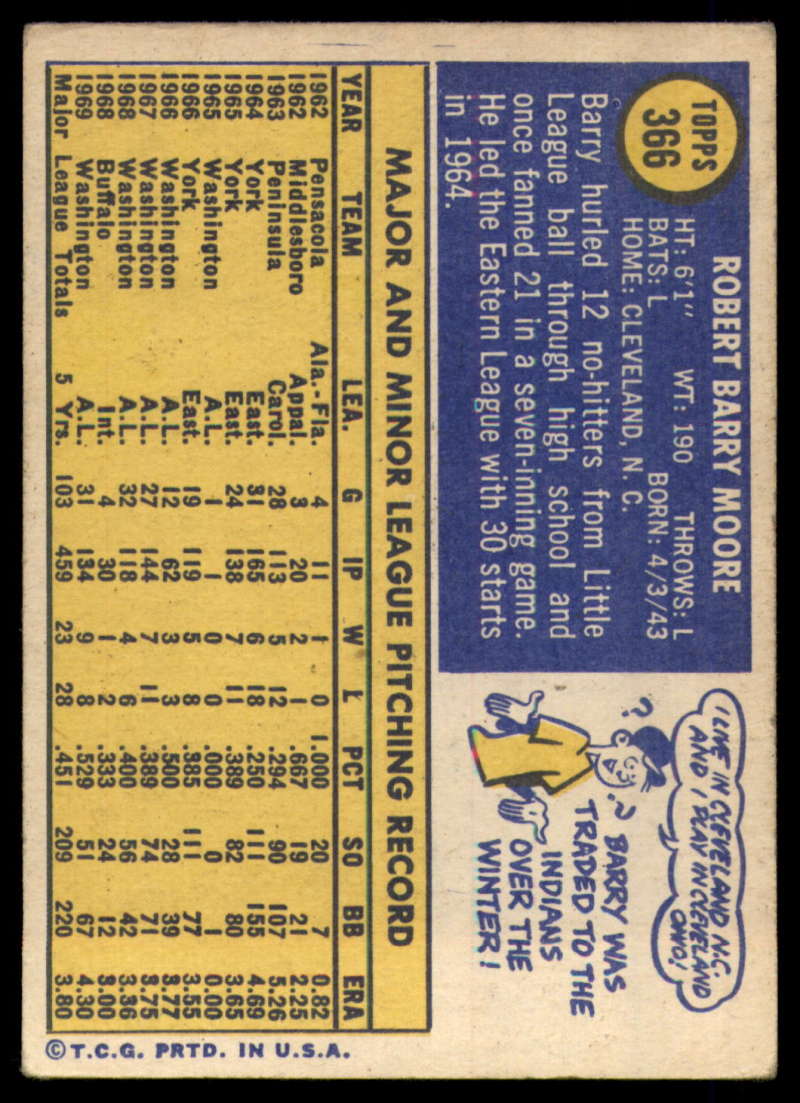 TOPPS
366
ROBERT BARRY MOORE
HT: 6'1" WT: 190 THROWS: L
BATS: L BORN: 4/3/43
HOME: CLEVELAND, N. C.
Barry hurled 12 no-hitters from Little
League ball through high school and
once fanned 21 in a seven-inning game.
He led the Eastern League with 30 starts
in 1964.
I LIVE IN CLEVELAND N.C.
AND I PLAY IN CLEVELAND
OHIO!
? ?
BARRY WAS
TRADED TO THE
INDIANS
OVER THE
WINTER!
MAJOR AND MINOR LEAGUE PITCHING RECORD
YEAR TEAM LEA. G IP W L PCT SO BB ERA
1962 Pensacola Ala.-Fla. 4 11 1 0 1.000 20 7 0.82
1962 Middlesboro Appal. 3 20 2 1 .667 19 21 2.25
1963 Peninsula Carol. 28 113 5 12 .294 90 107 5.26
1964 York East. 31 165 6 18 .250 111 155 4.69
1965 York East. 24 138 7 11 .389 82 80 3.65
1965 Washington A.L. 1 1 0 0 .000 0 1 0.00
1966 York East. 19 119 5 8 .385 111 77 3.55
1966 Washington A.L. 12 62 3 3 .500 28 39 3.77
1967 Washington A.L. 27 144 7 11 .389 74 71 3.75
1968 Washington A.L. 32 118 4 6 .400 56 42 3.36
1968 Buffalo Int. 4 30 1 2 .333 24 12 3.00
1969 Washington A.L. 31 134 9 8 .529 51 67 4.30
Major League Totals 5 Yrs. 103 459 23 28 .451 209 220 3.80
©T.C.G. PRTD. IN U.S.A.